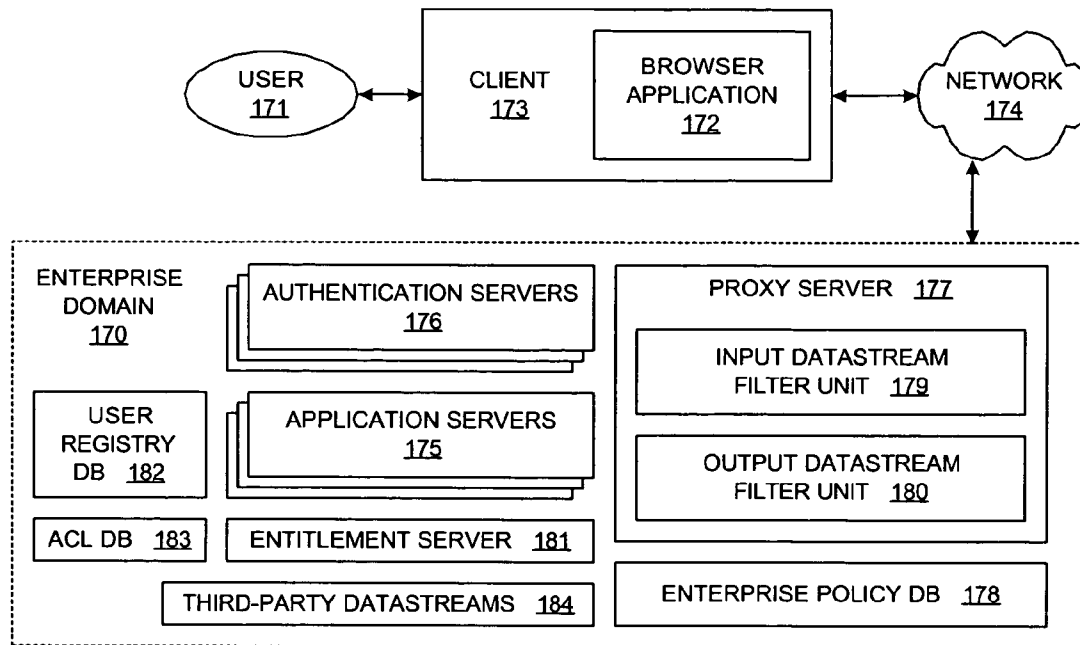 USER
171
CLIENT
173
BROWSER
APPLICATION
172
NETWORK
174
ENTERPRISE
DOMAIN
170
AUTHENTICATION SERVERS
176
PROXY SERVER 177
INPUT DATASTREAM
FILTER UNIT 179
USER
REGISTRY
DB 182
APPLICATION SERVERS
175
OUTPUT DATASTREAM
FILTER UNIT 180
ACL DB 183
ENTITLEMENT SERVER 181
THIRD-PARTY DATASTREAMS 184
ENTERPRISE POLICY DB 178